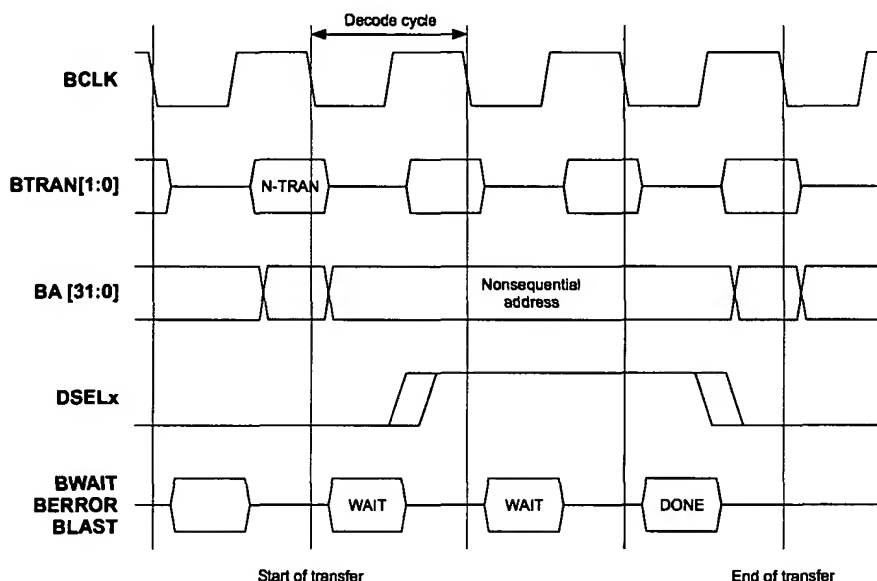 Decode cycle
BCLK
BTRAN[1:0]
N-TRAN
BA [31:0]
Nonsequential
address
DSELx
BWAIT
BERROR
BLAST
WAIT
WAIT
DONE
Start of transfer
End of transfer